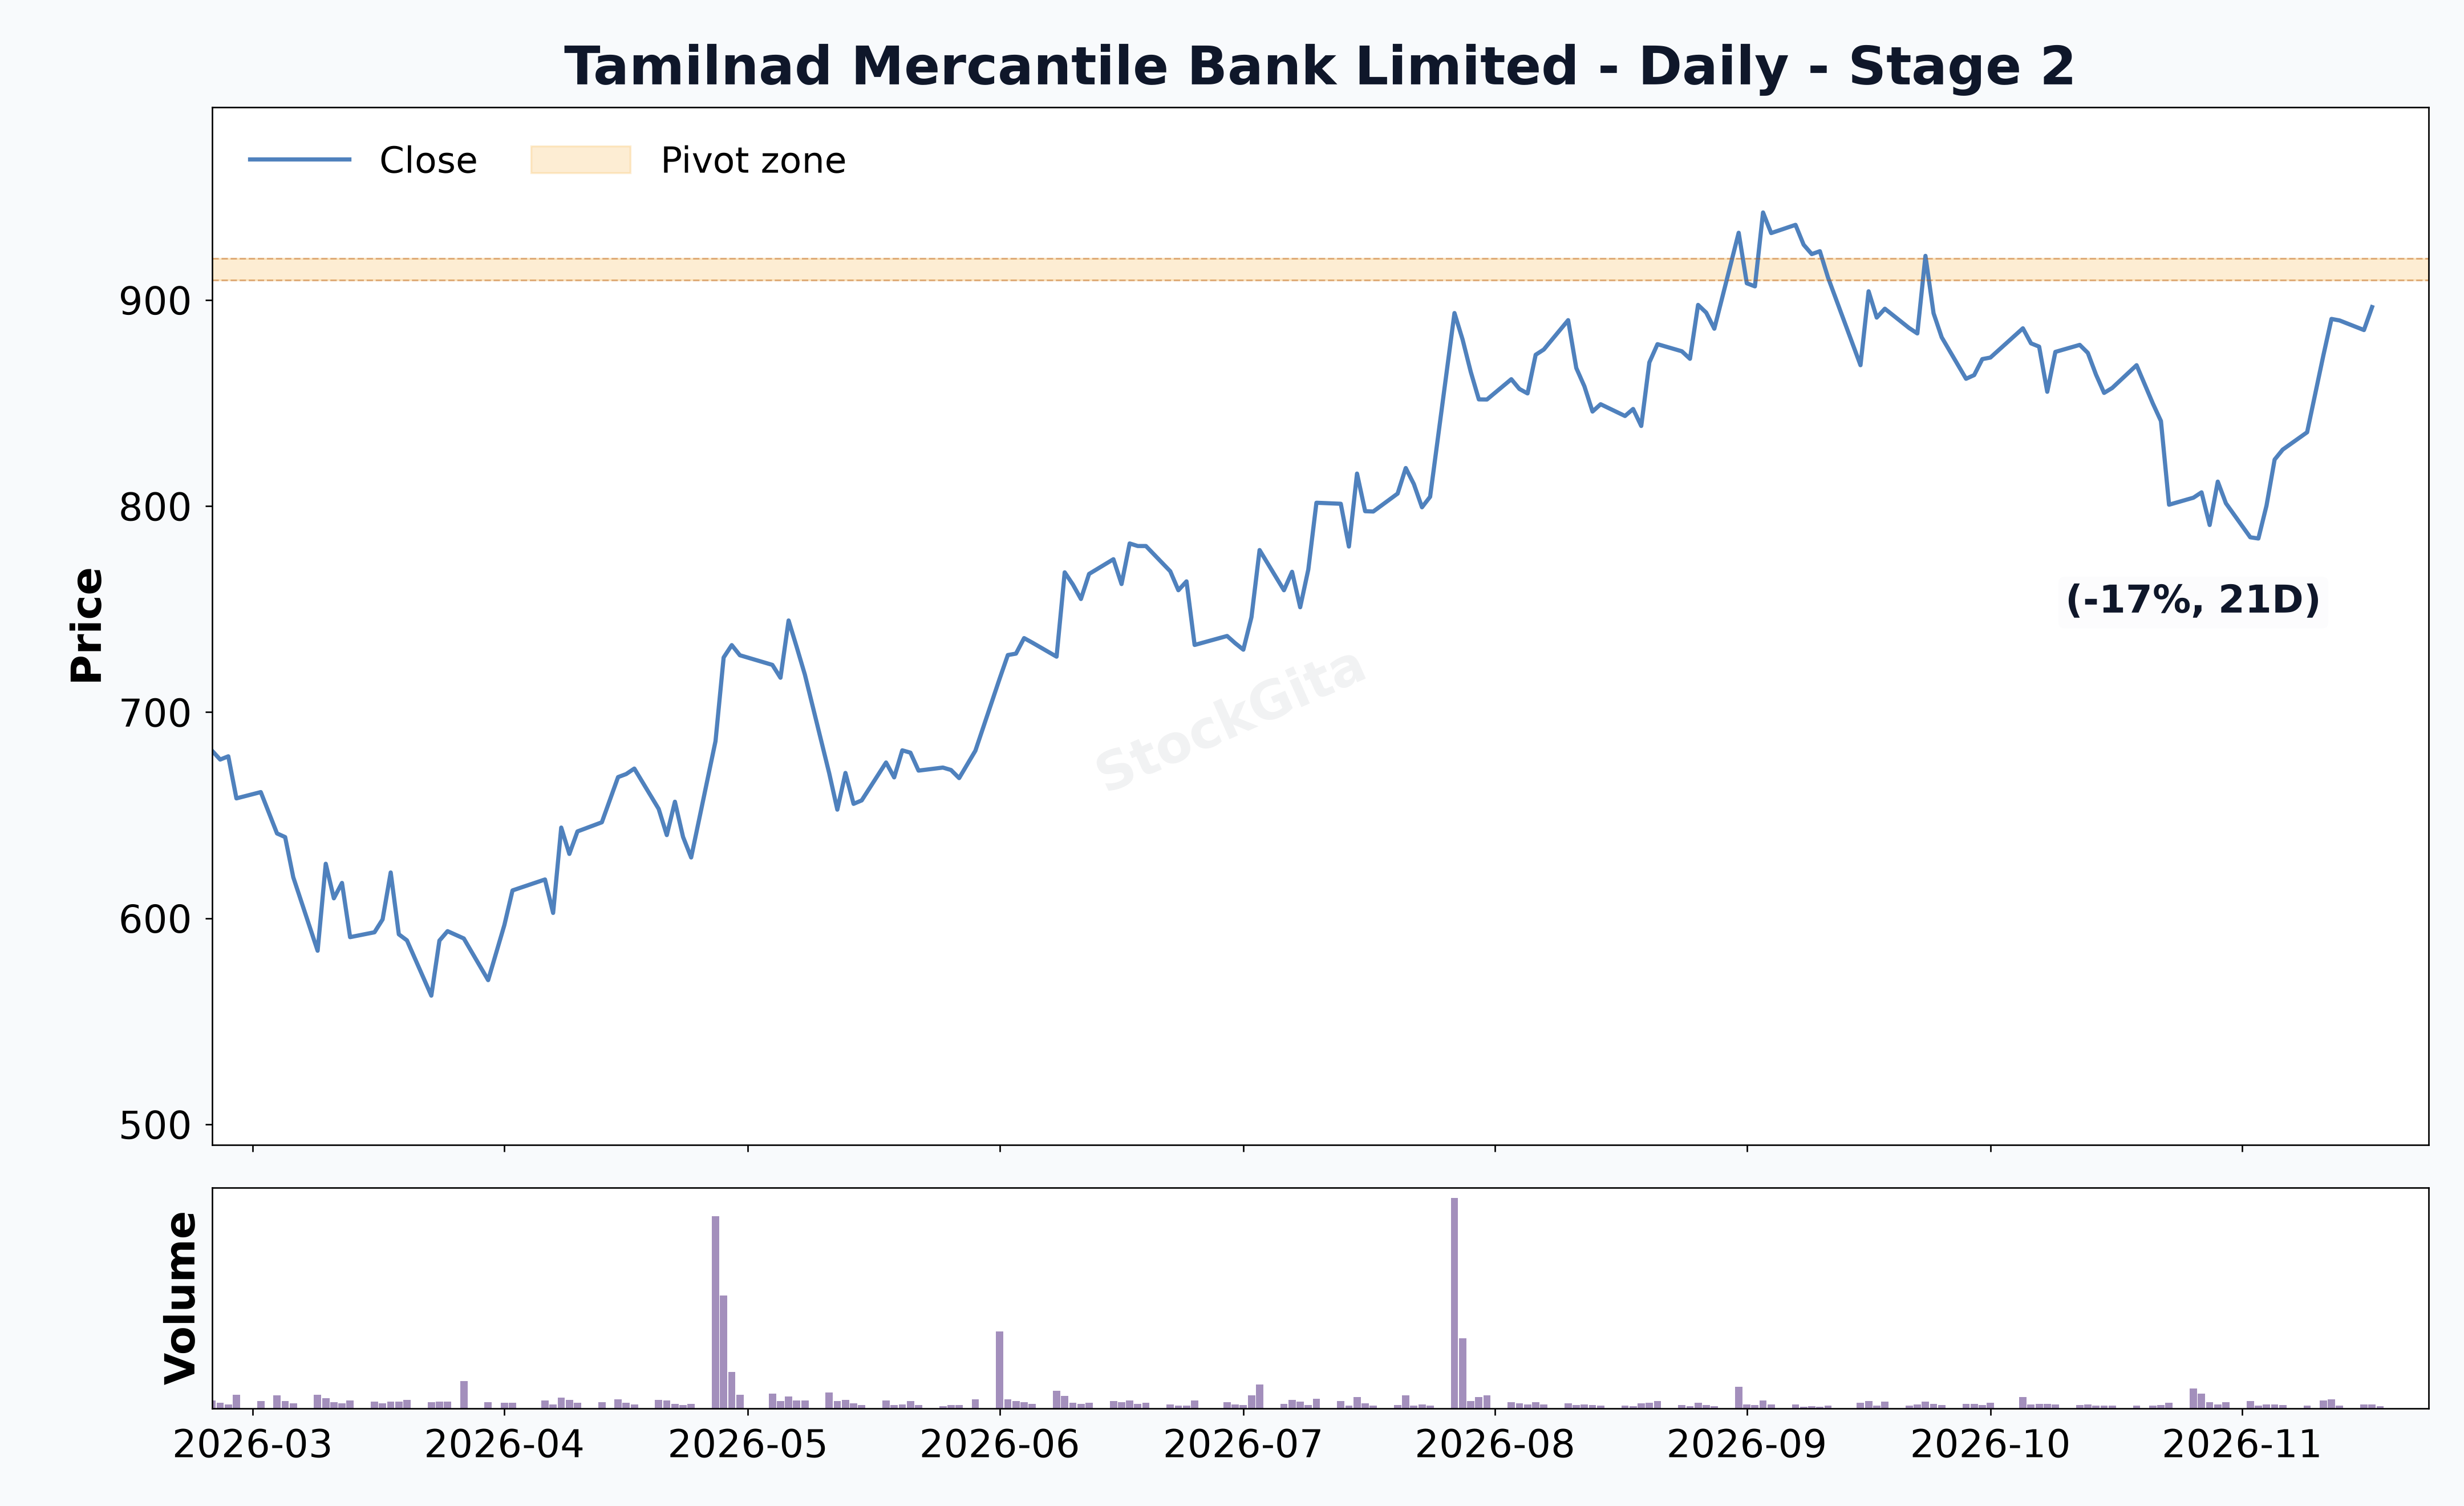 Tamilnad Mercantile Bank Limited - Daily - Stage 2
Close Pivot zone
900
800
700
600
500
Price
(-17%, 21D)
StockGita
Volume
2026-03 2026-04 2026-05 2026-06 2026-07 2026-08 2026-09 2026-10 2026-11